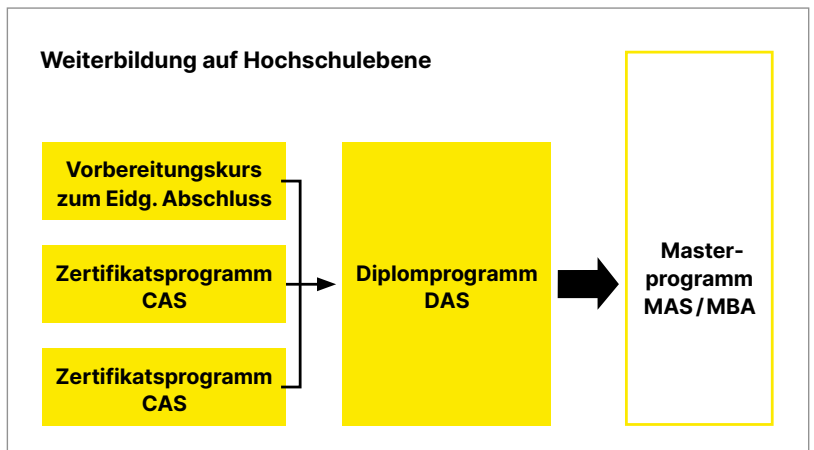 Weiterbildung auf Hochschulebene
Vorbereitungskurs
zum Eidg. Abschluss
Zertifikatsprogramm
CAS
Zertifikatsprogramm
CAS
Diplomprogramm
DAS
Master-
programm
MAS/MBA